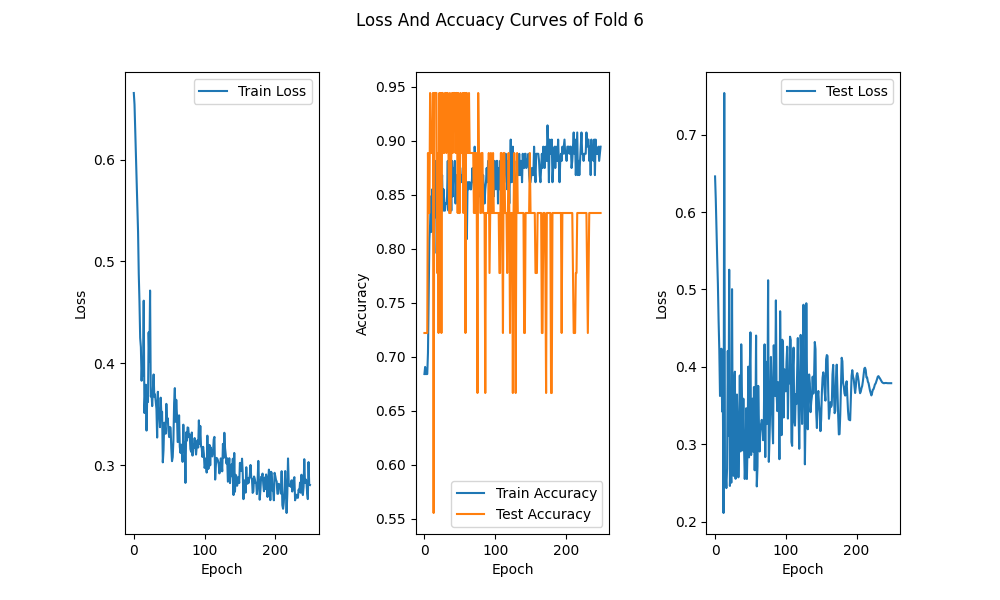 Loss And Accuacy Curves of Fold 6
Train Loss
Loss
0.6
0.5
0.4
0.3
0
100
200
Epoch
Accuracy
0.95
0.90
0.85
0.80
0.75
0.70
0.65
0.60
0.55
Train Accuracy
Test Accuracy
0
100
200
Epoch
Test Loss
Loss
0.7
0.6
0.5
0.4
0.3
0.2
0
100
200
Epoch